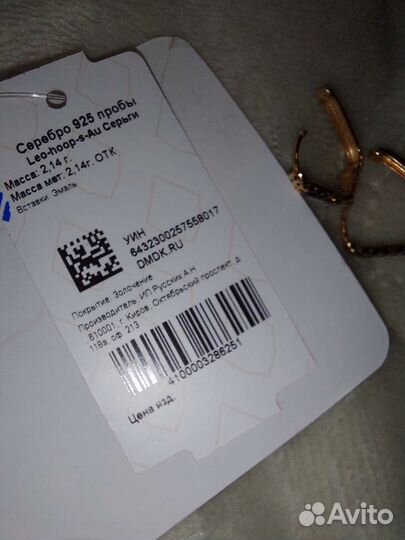 Серебро 925 пробы
Leo-hoop-s-Au Серьги
Масса: 2,14 г.
Масса мет: 2,14г. ОТК
Вставки: Эмаль
УИН
6432300257558017
DMDK.RU
Покрытие: Золочение
Производитель: ИП Русских А.Н.
610001, г. Киров, Октябрьский проспект, д.
118а, оф. 213
4100003286251
Цена изд.
Avito